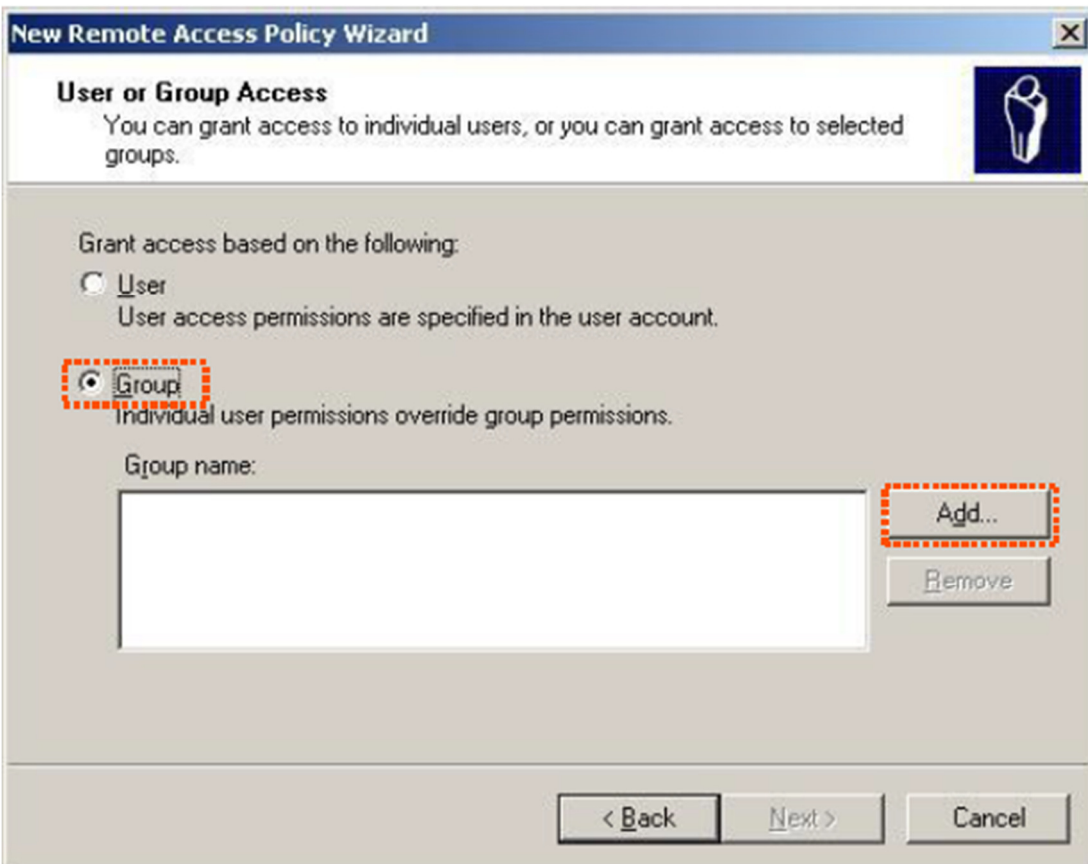 New Remote Access Policy Wizard
User or Group Access
You can grant access to individual users, or you can grant access to selected
groups.
Grant access based on the following:
User
User access permissions are specified in the user account.
Group
Individual user permissions override group permissions.
Group name:
Add...
Remove
< Back
Next >
Cancel